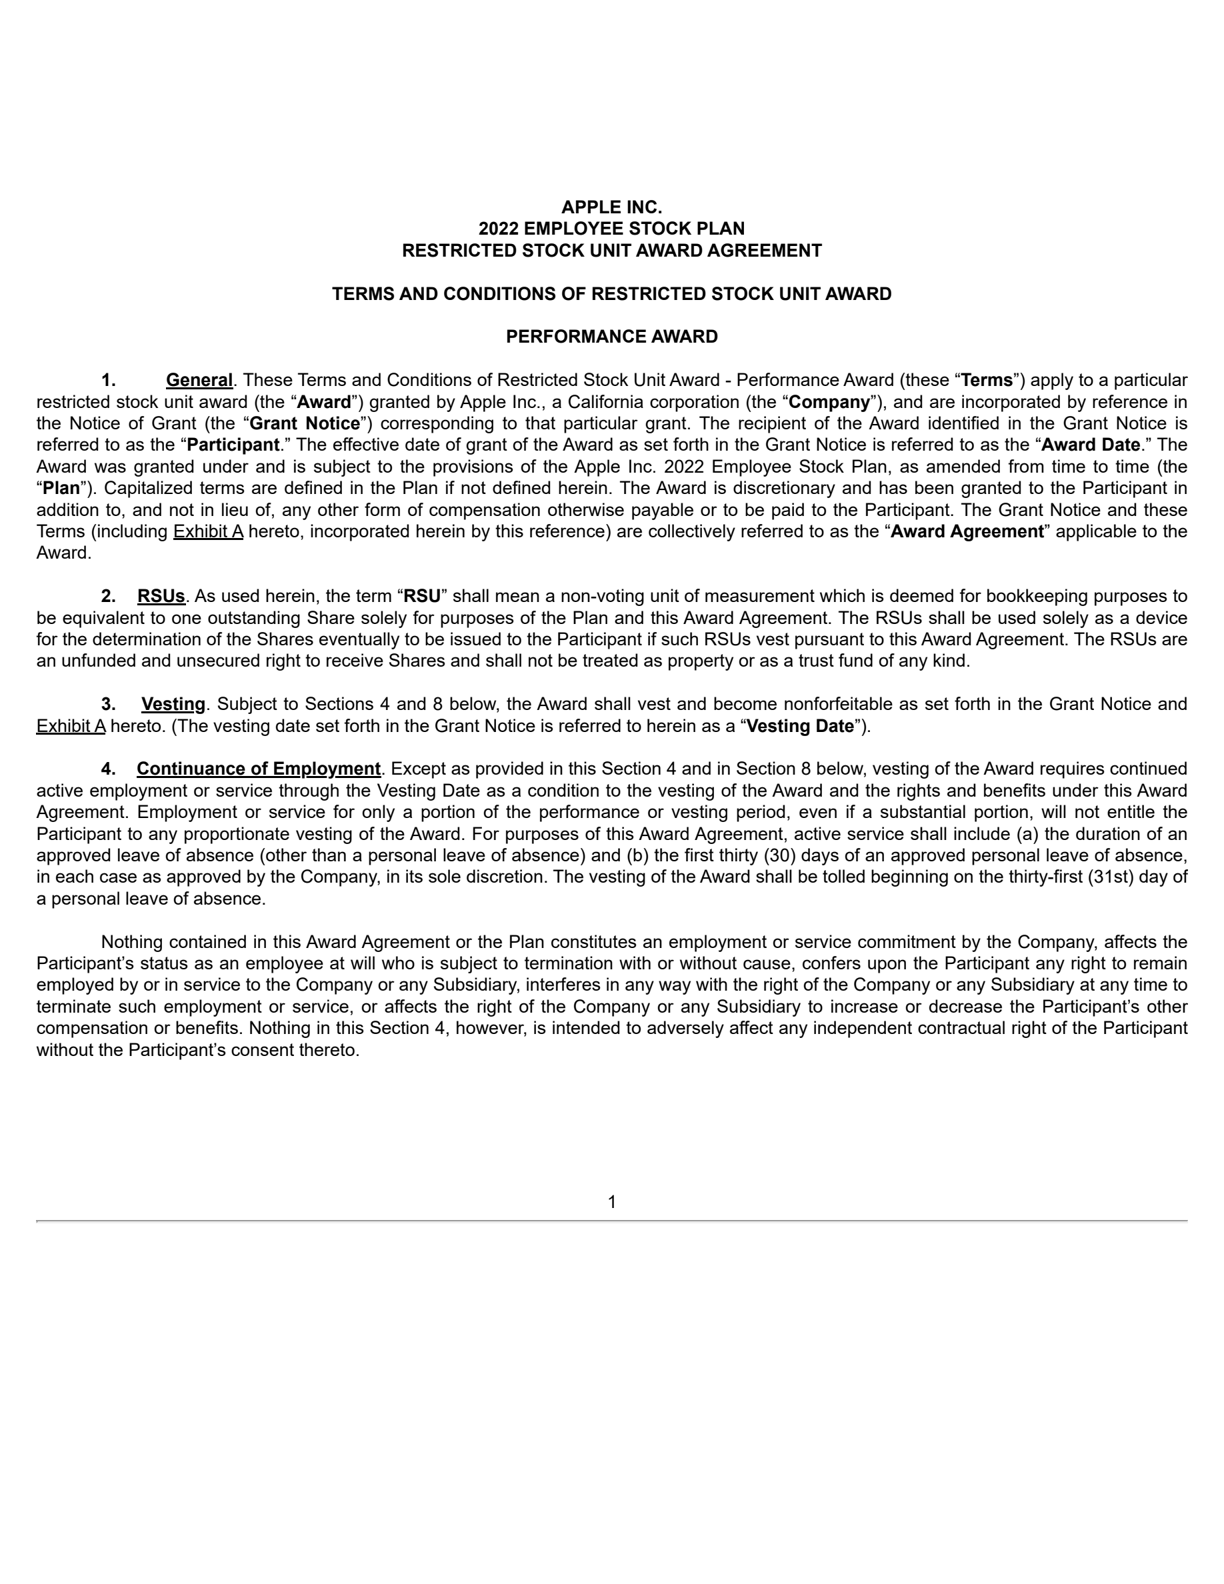 APPLE INC.
2022 EMPLOYEE STOCK PLAN
RESTRICTED STOCK UNIT AWARD AGREEMENT
TERMS AND CONDITIONS OF RESTRICTED STOCK UNIT AWARD
PERFORMANCE AWARD
1. General. These Terms and Conditions of Restricted Stock Unit Award - Performance Award (these “Terms”) apply to a particular
restricted stock unit award (the “Award”) granted by Apple Inc., a California corporation (the “Company”), and are incorporated by reference in
the Notice of Grant (the “Grant Notice”) corresponding to that particular grant. The recipient of the Award identified in the Grant Notice is
referred to as the “Participant.” The effective date of grant of the Award as set forth in the Grant Notice is referred to as the “Award Date.” The
Award was granted under and is subject to the provisions of the Apple Inc. 2022 Employee Stock Plan, as amended from time to time (the
“Plan”). Capitalized terms are defined in the Plan if not defined herein. The Award is discretionary and has been granted to the Participant in
addition to, and not in lieu of, any other form of compensation otherwise payable or to be paid to the Participant. The Grant Notice and these
Terms (including Exhibit A hereto, incorporated herein by this reference) are collectively referred to as the “Award Agreement” applicable to the
Award.
2. RSUs. As used herein, the term “RSU” shall mean a non-voting unit of measurement which is deemed for bookkeeping purposes to
be equivalent to one outstanding Share solely for purposes of the Plan and this Award Agreement. The RSUs shall be used solely as a device
for the determination of the Shares eventually to be issued to the Participant if such RSUs vest pursuant to this Award Agreement. The RSUs are
an unfunded and unsecured right to receive Shares and shall not be treated as property or as a trust fund of any kind.
3. Vesting. Subject to Sections 4 and 8 below, the Award shall vest and become nonforfeitable as set forth in the Grant Notice and
Exhibit A hereto. (The vesting date set forth in the Grant Notice is referred to herein as a “Vesting Date”).
4. Continuance of Employment. Except as provided in this Section 4 and in Section 8 below, vesting of the Award requires continued
active employment or service through the Vesting Date as a condition to the vesting of the Award and the rights and benefits under this Award
Agreement. Employment or service for only a portion of the performance or vesting period, even if a substantial portion, will not entitle the
Participant to any proportionate vesting of the Award. For purposes of this Award Agreement, active service shall include (a) the duration of an
approved leave of absence (other than a personal leave of absence) and (b) the first thirty (30) days of an approved personal leave of absence,
in each case as approved by the Company, in its sole discretion. The vesting of the Award shall be tolled beginning on the thirty-first (31st) day of
a personal leave of absence.
Nothing contained in this Award Agreement or the Plan constitutes an employment or service commitment by the Company, affects the
Participant’s status as an employee at will who is subject to termination with or without cause, confers upon the Participant any right to remain
employed by or in service to the Company or any Subsidiary, interferes in any way with the right of the Company or any Subsidiary at any time to
terminate such employment or service, or affects the right of the Company or any Subsidiary to increase or decrease the Participant’s other
compensation or benefits. Nothing in this Section 4, however, is intended to adversely affect any independent contractual right of the Participant
without the Participant’s consent thereto.
1